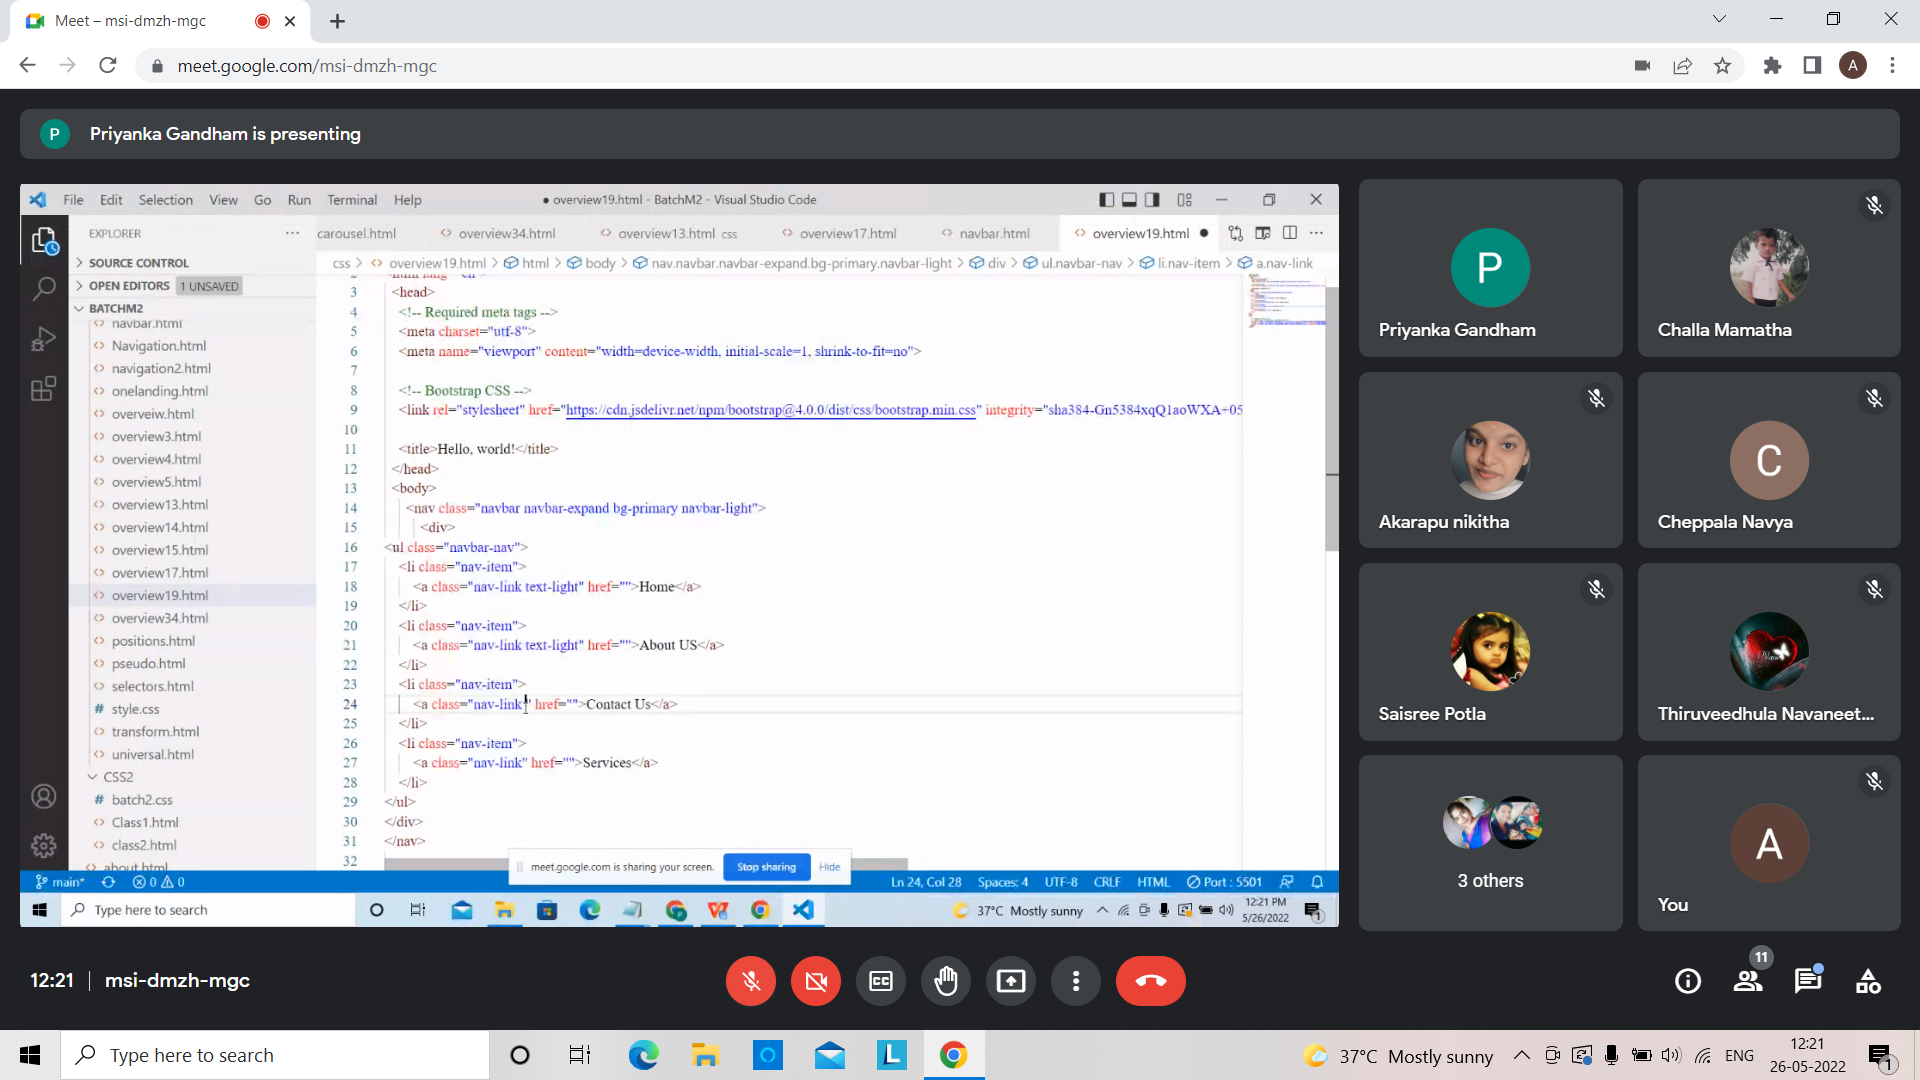 Meet – msi-dmzh-mgc
meet.google.com/msi-dmzh-mgc
A
P
Priyanka Gandham is presenting
File Edit Selection View Go Run Terminal Help
● overview19.html - BatchM2 - Visual Studio Code
EXPLORER
carousel.html
overview34.html
overview13.html css
overview17.html
navbar.html
overview19.html
SOURCE CONTROL
OPEN EDITORS 1 UNSAVED
BATCHM2
navbar.html
Navigation.html
navigation2.html
onelanding.html
overveiw.html
overview3.html
overview4.html
overview5.html
overview13.html
overview14.html
overview15.html
overview17.html
overview19.html
overview34.html
positions.html
pseudo.html
selectors.html
# style.css
transform.html
universal.html
CSS2
# batch2.css
Class1.html
class2.html
about.html
css > overview19.html > html > body > nav.navbar.navbar-expand.bg-primary.navbar-light > div > ul.navbar-nav > li.nav-item > a.nav-link
2 <html lang="en">
3 <head>
4 <!-- Required meta tags -->
5 <meta charset="utf-8">
6 <meta name="viewport" content="width=device-width, initial-scale=1, shrink-to-fit=no">
7
8 <!-- Bootstrap CSS -->
9 <link rel="stylesheet" href="https://cdn.jsdelivr.net/npm/bootstrap@4.0.0/dist/css/bootstrap.min.css" integrity="sha384-Gn5384xqQ1aoWXA+05
10
11 <title>Hello, world!</title>
12 </head>
13 <body>
14 <nav class="navbar navbar-expand bg-primary navbar-light">
15 <div>
16 <ul class="navbar-nav">
17 <li class="nav-item">
18 <a class="nav-link text-light" href="">Home</a>
19 </li>
20 <li class="nav-item">
21 <a class="nav-link text-light" href="">About US</a>
22 </li>
23 <li class="nav-item">
24 <a class="nav-link " href="">Contact Us</a>
25 </li>
26 <li class="nav-item">
27 <a class="nav-link" href="">Services</a>
28 </li>
29 </ul>
30 </div>
31 </nav>
32
meet.google.com is sharing your screen. Stop sharing Hide
main* 0 0 Ln 24, Col 28 Spaces: 4 UTF-8 CRLF HTML Port : 5501
Type here to search
37°C Mostly sunny
12:21 PM
5/26/2022
1
P
Priyanka Gandham
Challa Mamatha
Akarapu nikitha
C
Cheppala Navya
Saisree Potla
Thiruveedhula Navaneet...
3 others
A
You
12:21 | msi-dmzh-mgc
CC
11
Type here to search
L
37°C Mostly sunny
ENG
12:21
26-05-2022
1